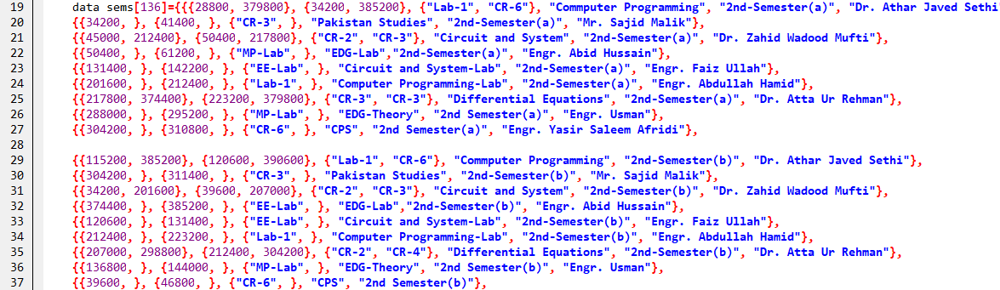 19 data sems[136]={{{28800, 379800}, {34200, 385200}, {"Lab-1", "CR-6"}, "Commputer Programming", "2nd-Semester(a)", "Dr. Athar Javed Sethi
20 {{34200, }, {41400, }, {"CR-3", }, "Pakistan Studies", "2nd-Semester(a)", "Mr. Sajid Malik"},
21 {{45000, 212400}, {50400, 217800}, {"CR-2", "CR-3"}, "Circuit and System", "2nd-Semester(a)", "Dr. Zahid Wadood Mufti"},
22 {{50400, }, {61200, }, {"MP-Lab", }, "EDG-Lab","2nd-Semester(a)", "Engr. Abid Hussain"},
23 {{131400, }, {142200, }, {"EE-Lab", }, "Circuit and System-Lab", "2nd-Semester(a)", "Engr. Faiz Ullah"},
24 {{201600, }, {212400, }, {"Lab-1", }, "Computer Programming-Lab", "2nd-Semester(a)", "Engr. Abdullah Hamid"},
25 {{217800, 374400}, {223200, 379800}, {"CR-3", "CR-3"}, "Differential Equations", "2nd-Semester(a)", "Dr. Atta Ur Rehman"},
26 {{288000, }, {295200, }, {"MP-Lab", }, "EDG-Theory", "2nd Semester(a)", "Engr. Usman"},
27 {{304200, }, {310800, }, {"CR-6", }, "CPS", "2nd Semester(a)", "Engr. Yasir Saleem Afridi"},
28
29 {{115200, 385200}, {120600, 390600}, {"Lab-1", "CR-6"}, "Commputer Programming", "2nd-Semester(b)", "Dr. Athar Javed Sethi"},
30 {{304200, }, {311400, }, {"CR-3", }, "Pakistan Studies", "2nd-Semester(b)", "Mr. Sajid Malik"},
31 {{34200, 201600}, {39600, 207000}, {"CR-2", "CR-3"}, "Circuit and System", "2nd-Semester(b)", "Dr. Zahid Wadood Mufti"},
32 {{374400, }, {385200, }, {"EE-Lab", }, "EDG-Lab","2nd-Semester(b)", "Engr. Abid Hussain"},
33 {{120600, }, {131400, }, {"EE-Lab", }, "Circuit and System-Lab", "2nd-Semester(b)", "Engr. Faiz Ullah"},
34 {{212400, }, {223200, }, {"Lab-1", }, "Computer Programming-Lab", "2nd-Semester(b)", "Engr. Abdullah Hamid"},
35 {{207000, 298800}, {212400, 304200}, {"CR-2", "CR-4"}, "Differential Equations", "2nd-Semester(b)", "Dr. Atta Ur Rehman"},
36 {{136800, }, {144000, }, {"MP-Lab", }, "EDG-Theory", "2nd Semester(b)", "Engr. Usman"},
37 {{39600, }, {46800, }, {"CR-6", }, "CPS", "2nd Semester(b)"},